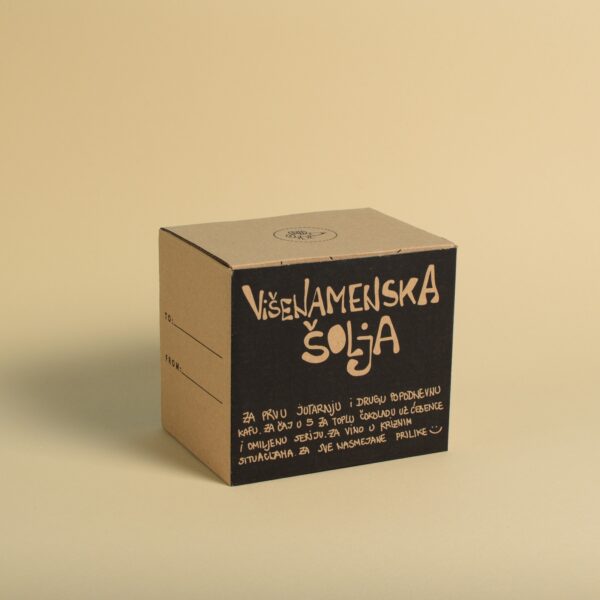 TO:
FROM:
VIŠENAMENSKA
ŠOLJA
ZA PRVU JUTARNJU i DRUGU POPODNEVNU
KAFU. ZA ČAJ U 5 ZA TOPLU ČOKOLADU UZ ĆEBENCE
i OMILJENU SERIJU. ZA VINO U KRIZNIM
SITUACIJAMA. ZA SVE NASMEJANE PRILIKE